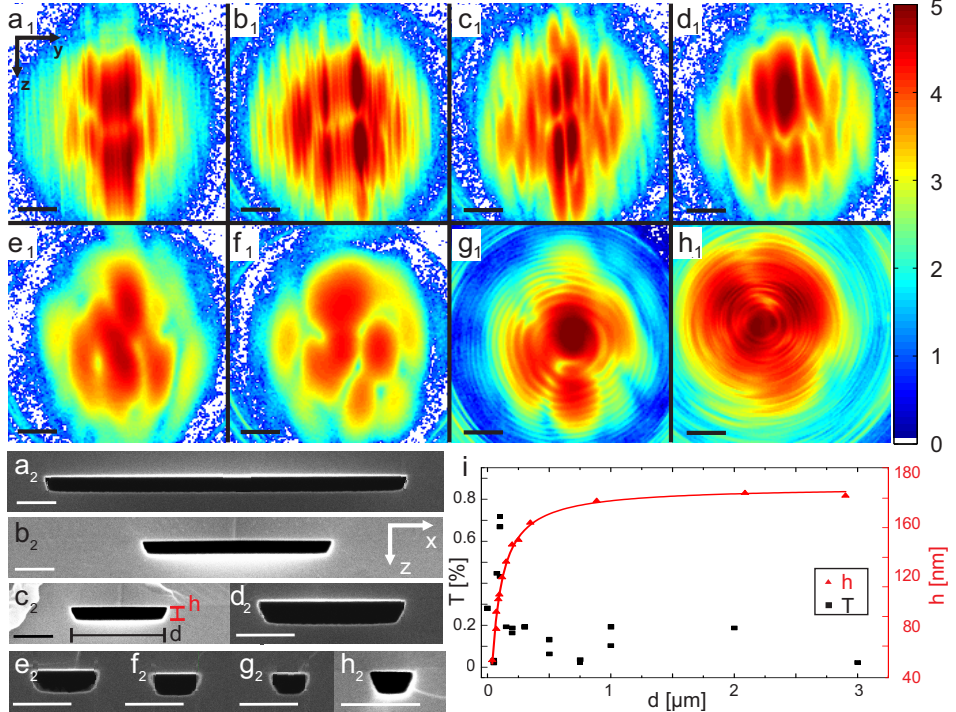 a₁
y
z
b₁
c₁
d₁
5
4
3
2
1
0
e₁
f₁
g₁
h₁
a₂
b₂
x
z
c₂
h
d
d₂
e₂
f₂
g₂
h₂
i
T [%]
0.8
0.6
0.4
0.2
0
0
1
2
3
d [µm]
180
160
120
80
60
40
h [nm]
h
T